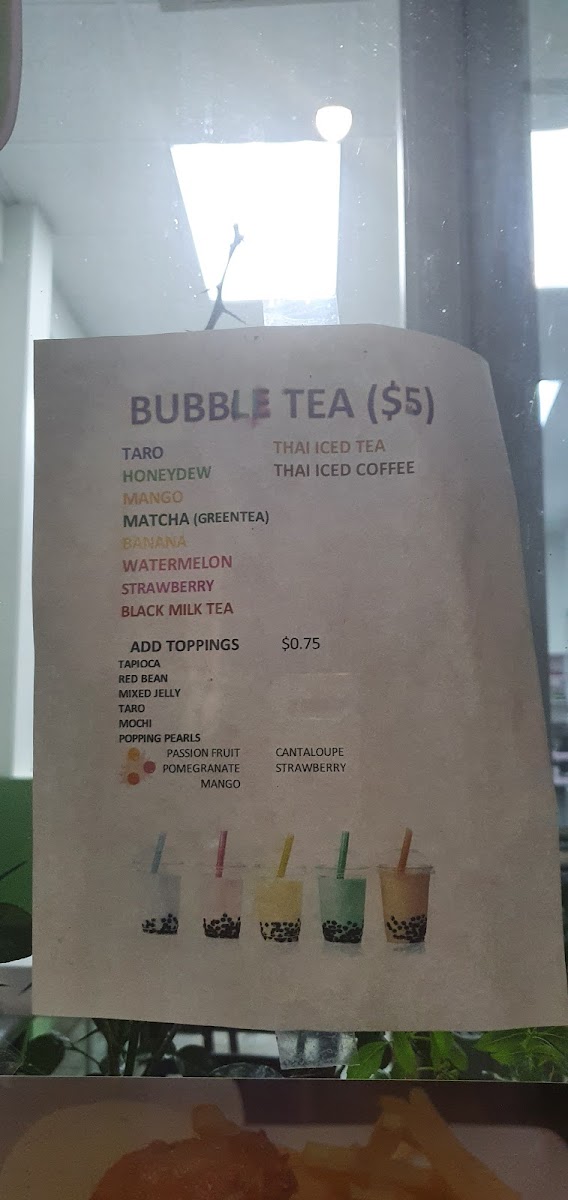 BUBBLE TEA ($5)
TARO
HONEYDEW
MANGO
MATCHA (GREENTEA)
BANANA
WATERMELON
STRAWBERRY
BLACK MILK TEA
THAI ICED TEA
THAI ICED COFFEE
ADD TOPPINGS $0.75
TAPIOCA
RED BEAN
MIXED JELLY
TARO
MOCHI
POPPING PEARLS
PASSION FRUIT
POMEGRANATE
MANGO
CANTALOUPE
STRAWBERRY